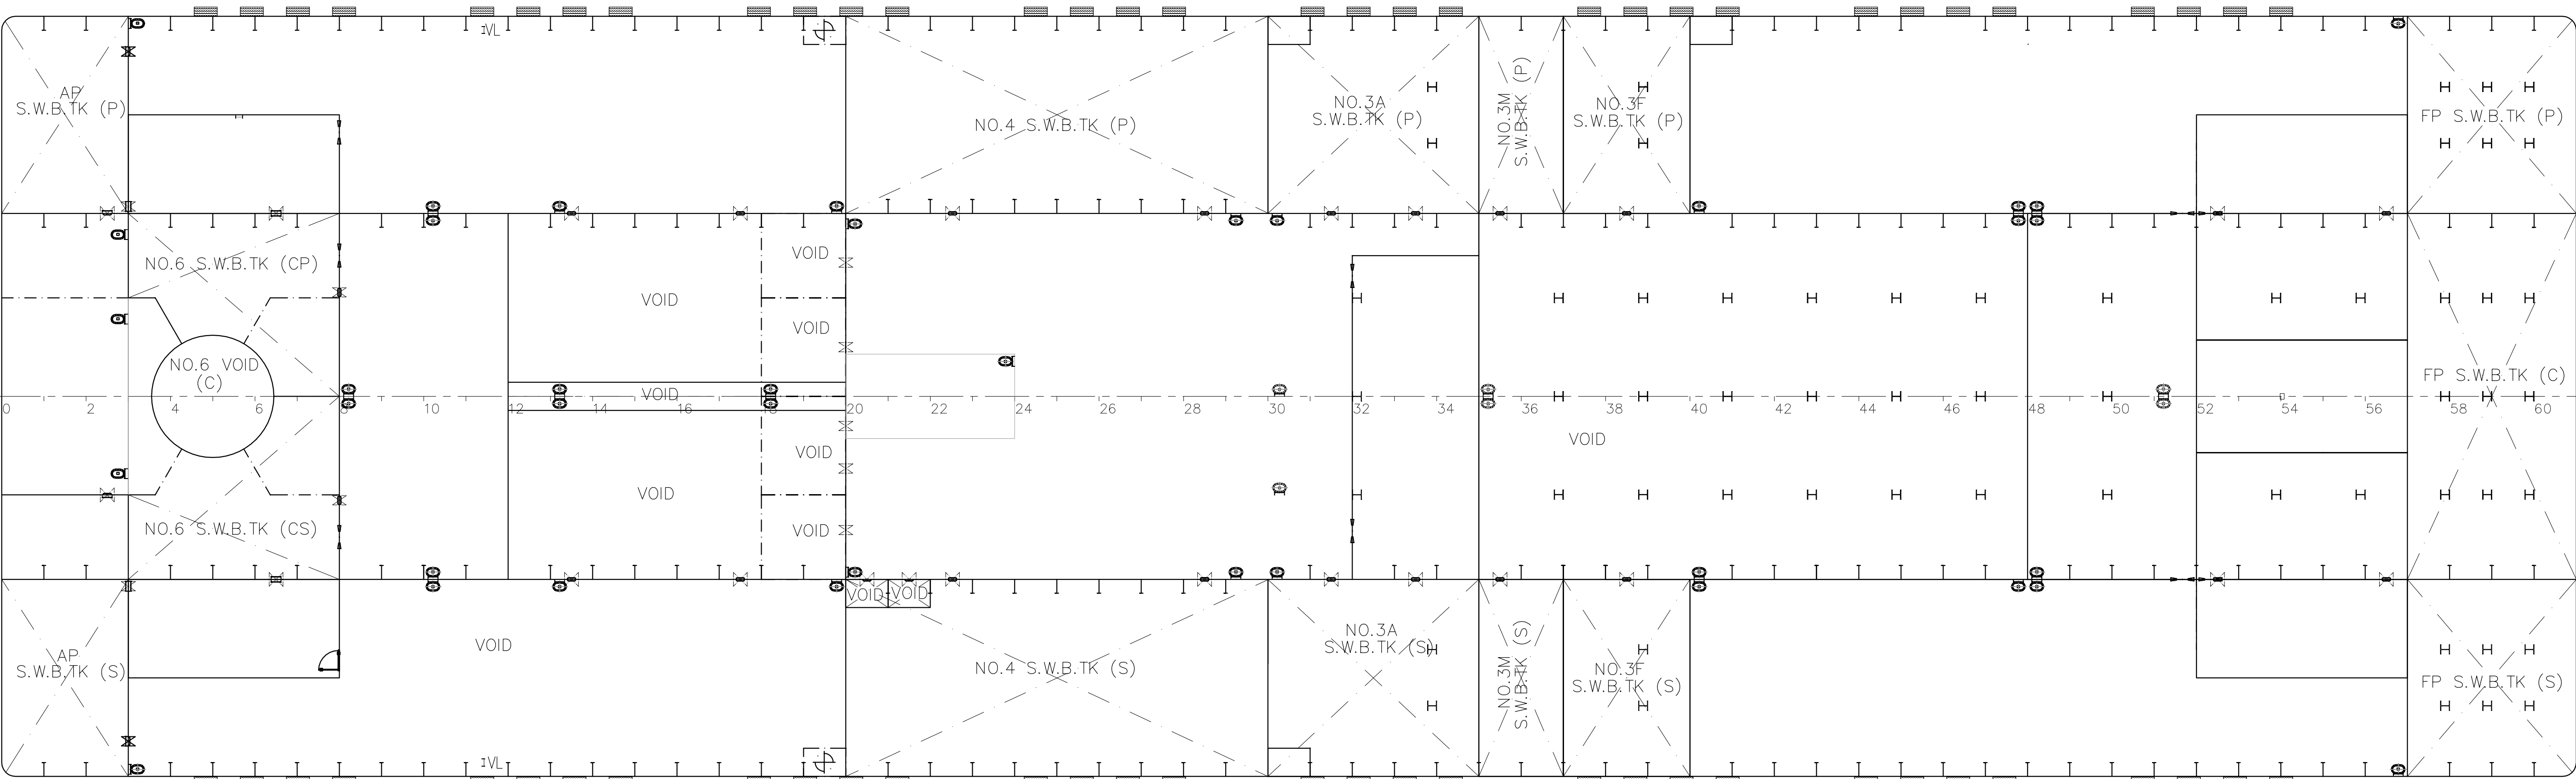 VL
AP
S.W.B.TK (P)
NO.4 S.W.B.TK (P)
NO.3A
S.W.B.TK (P)
NO.3M
S.W.B.TK (P)
NO.3F
S.W.B.TK (P)
FP S.W.B.TK (P)
NO.6 S.W.B.TK (CP)
VOID
VOID
VOID
NO.6 VOID
(C)
VOID
FP S.W.B.TK (C)
0 2 4 6 8 10 12 14 16 18 20 22 24 26 28 30 32 34 36 38 40 42 44 46 48 50 52 54 56 58 60
VOID
VOID
VOID
NO.6 S.W.B.TK (CS)
VOID
VOID VOID
VOID
AP
S.W.B.TK (S)
NO.4 S.W.B.TK (S)
NO.3A
S.W.B.TK (S)
NO.3M
S.W.B.TK (S)
NO.3F
S.W.B.TK (S)
FP S.W.B.TK (S)
VL